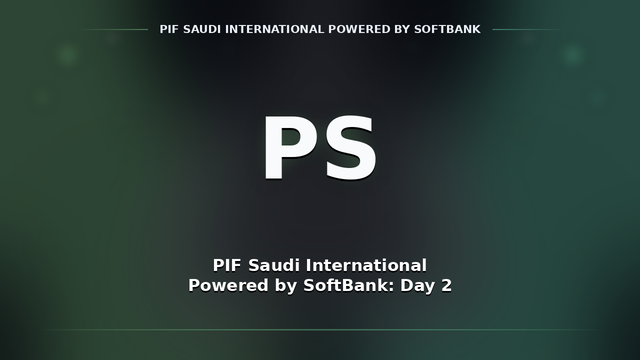 PIF SAUDI INTERNATIONAL POWERED BY SOFTBANK
PS
PIF Saudi International
Powered by SoftBank: Day 2